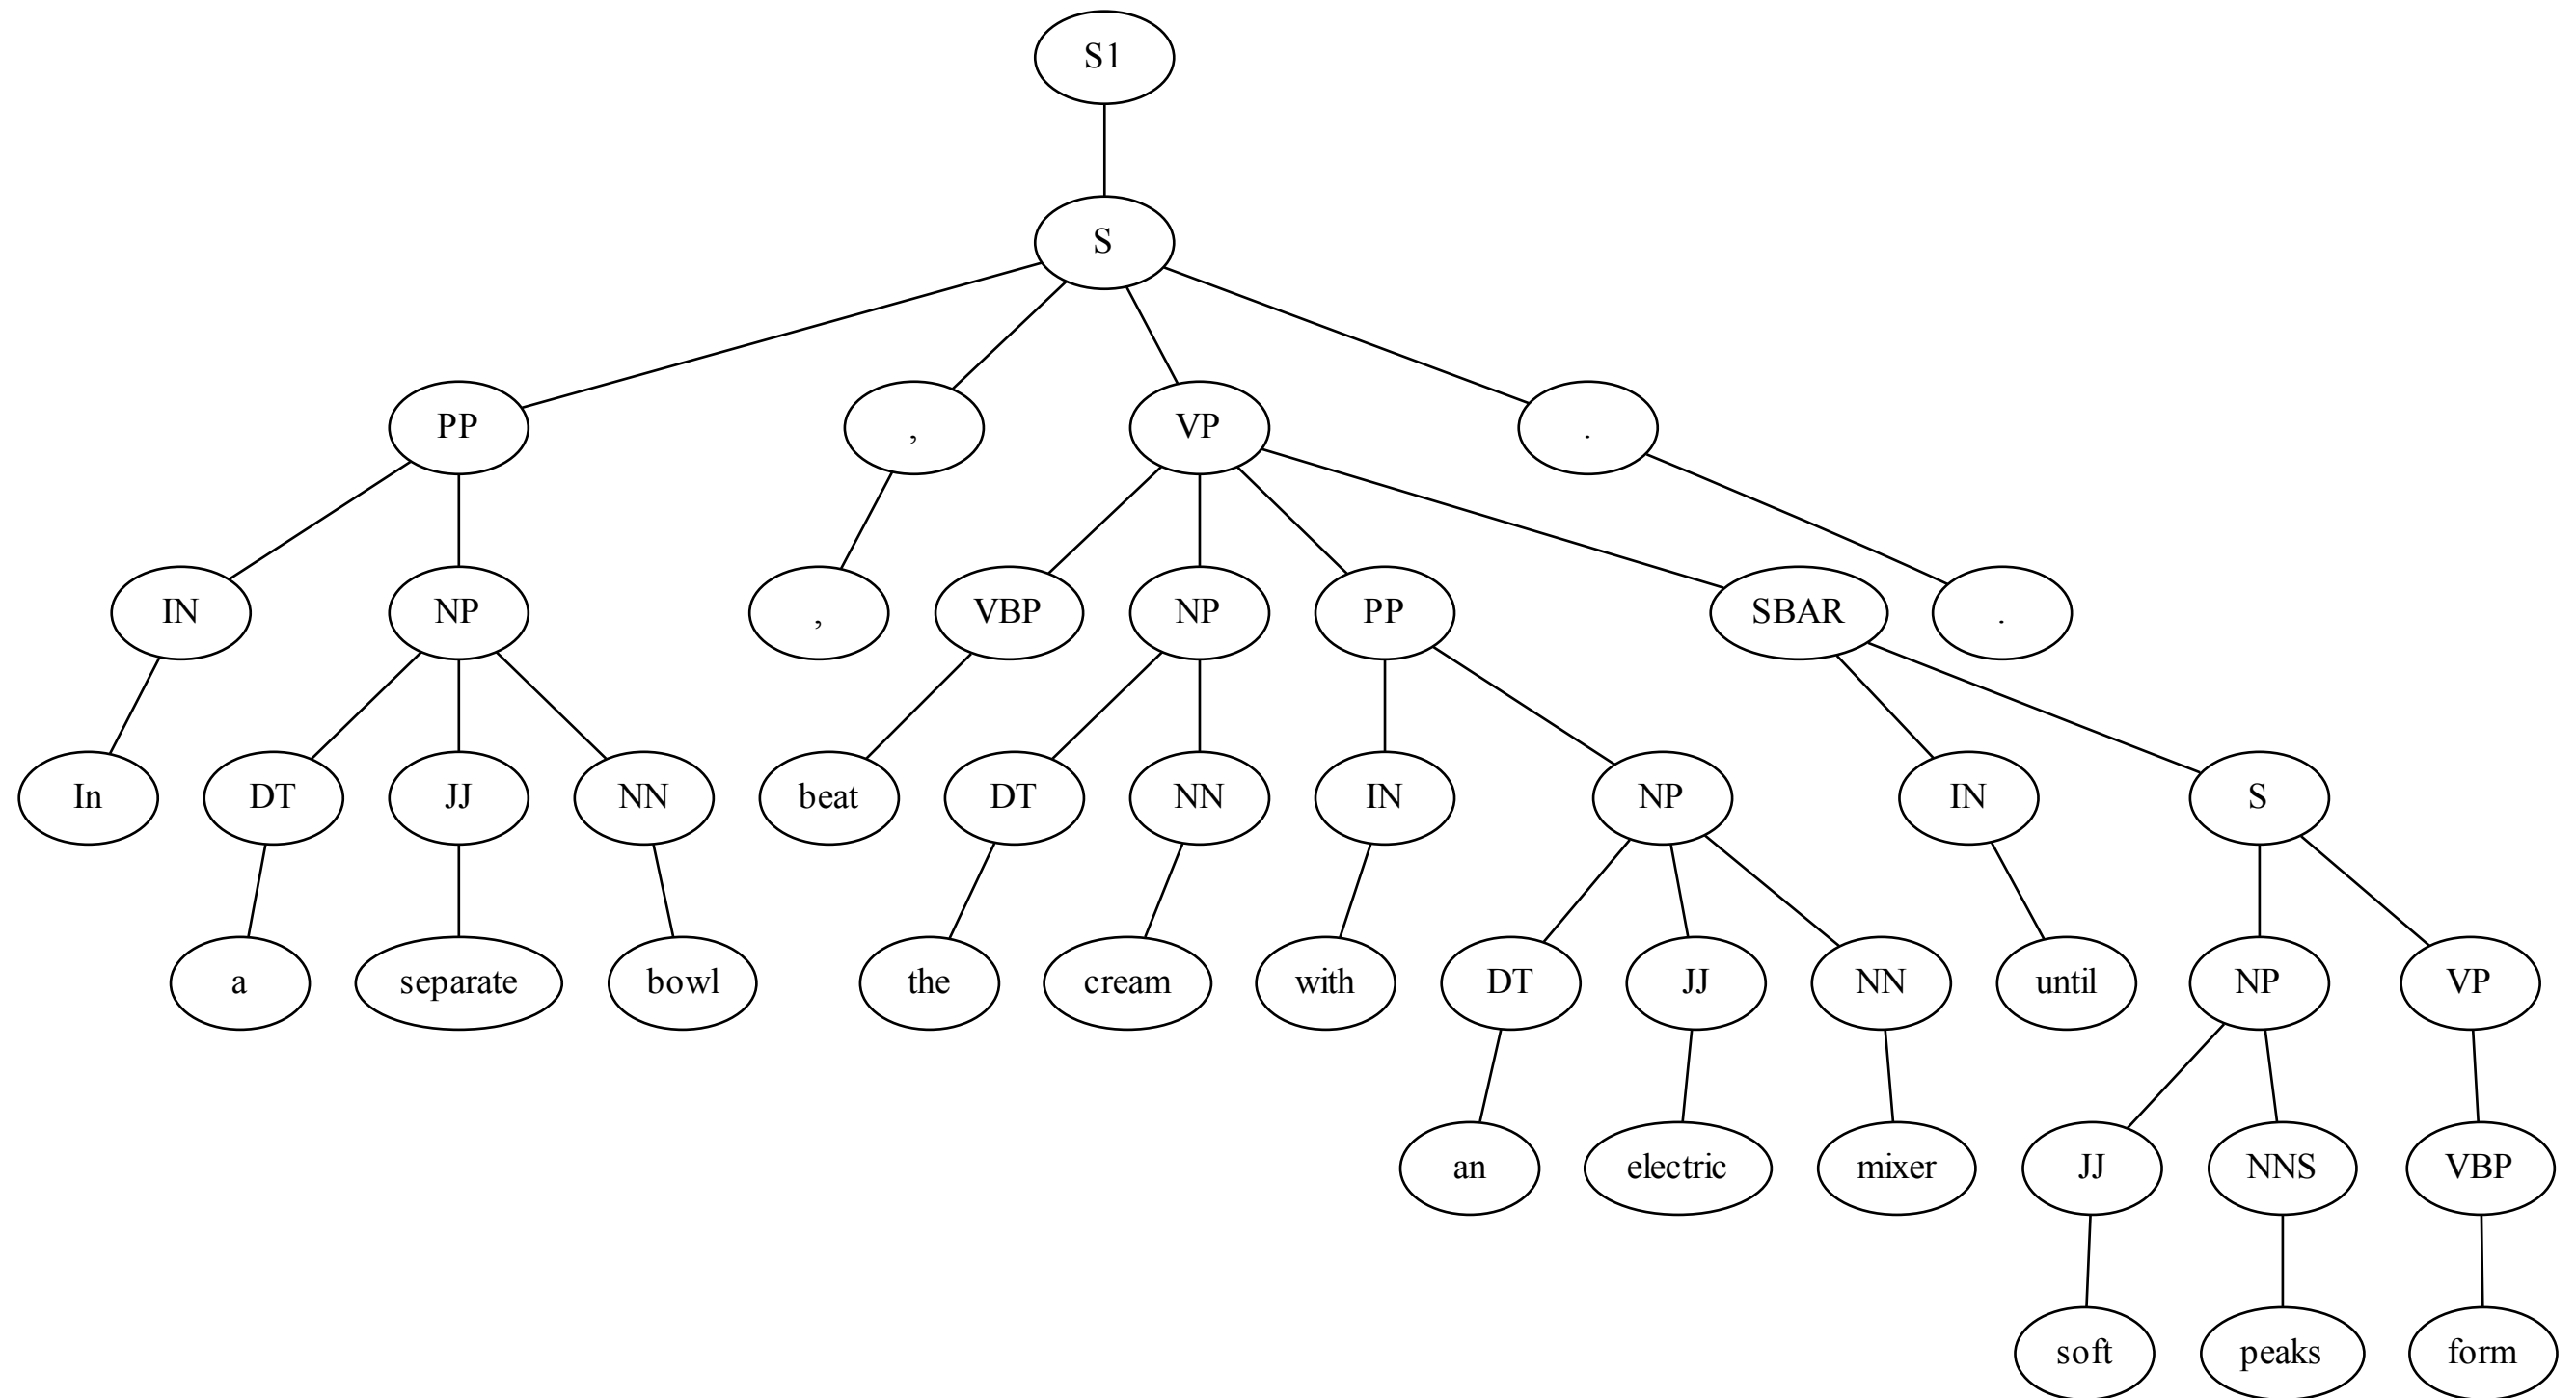 S1
S
PP , VP .
IN NP , VBP NP PP SBAR .
In DT JJ NN beat DT NN IN NP IN S
a separate bowl the cream with DT JJ NN until NP VP
an electric mixer JJ NNS VBP
soft peaks form